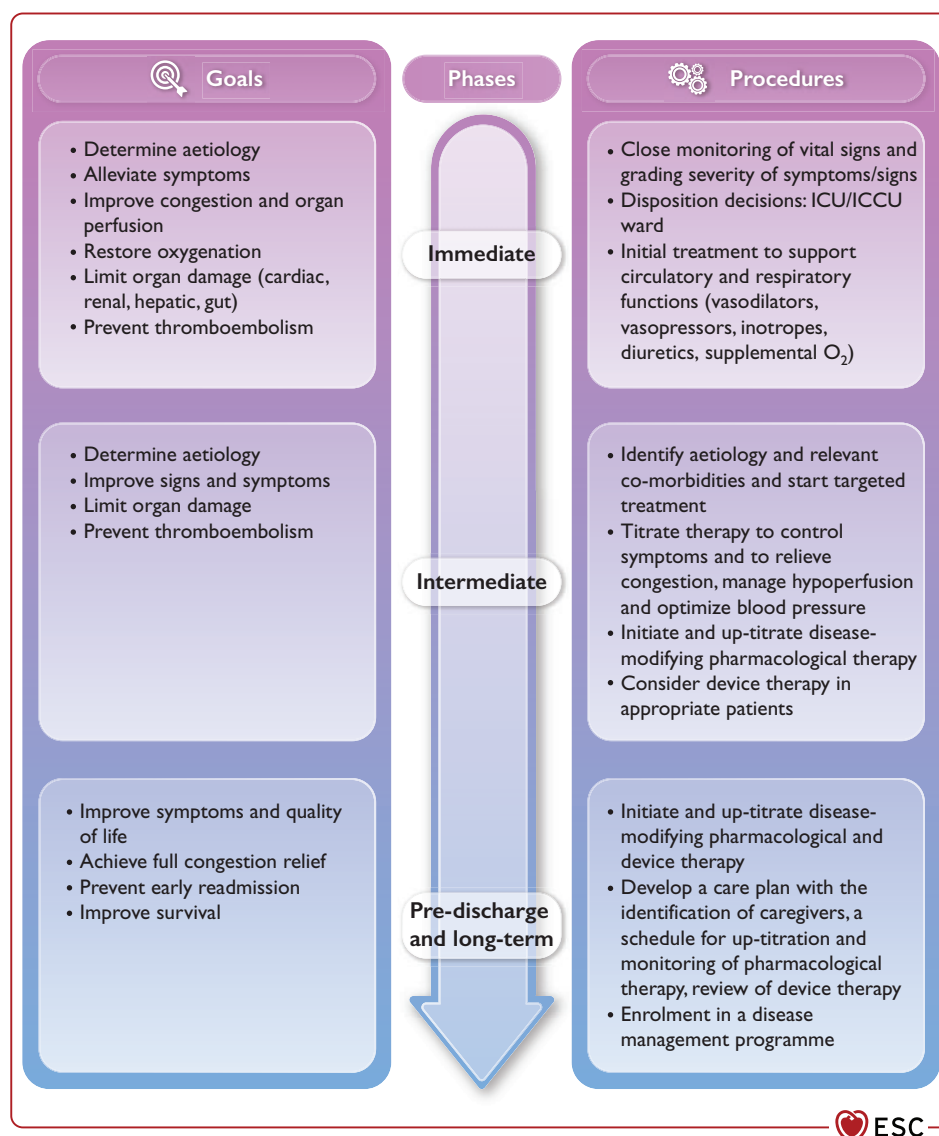 Goals
Phases
Procedures
• Determine aetiology
• Alleviate symptoms
• Improve congestion and organ
perfusion
• Restore oxygenation
• Limit organ damage (cardiac,
renal, hepatic, gut)
• Prevent thromboembolism
Immediate
• Close monitoring of vital signs and
grading severity of symptoms/signs
• Disposition decisions: ICU/ICCU
ward
• Initial treatment to support
circulatory and respiratory
functions (vasodilators,
vasopressors, inotropes,
diuretics, supplemental O₂)
• Determine aetiology
• Improve signs and symptoms
• Limit organ damage
• Prevent thromboembolism
Intermediate
• Identify aetiology and relevant
co-morbidities and start targeted
treatment
• Titrate therapy to control
symptoms and to relieve
congestion, manage hypoperfusion
and optimize blood pressure
• Initiate and up-titrate disease-
modifying pharmacological therapy
• Consider device therapy in
appropriate patients
• Improve symptoms and quality
of life
• Achieve full congestion relief
• Prevent early readmission
• Improve survival
Pre-discharge
and long-term
• Initiate and up-titrate disease-
modifying pharmacological and
device therapy
• Develop a care plan with the
identification of caregivers, a
schedule for up-titration and
monitoring of pharmacological
therapy, review of device therapy
• Enrolment in a disease
management programme
ESC